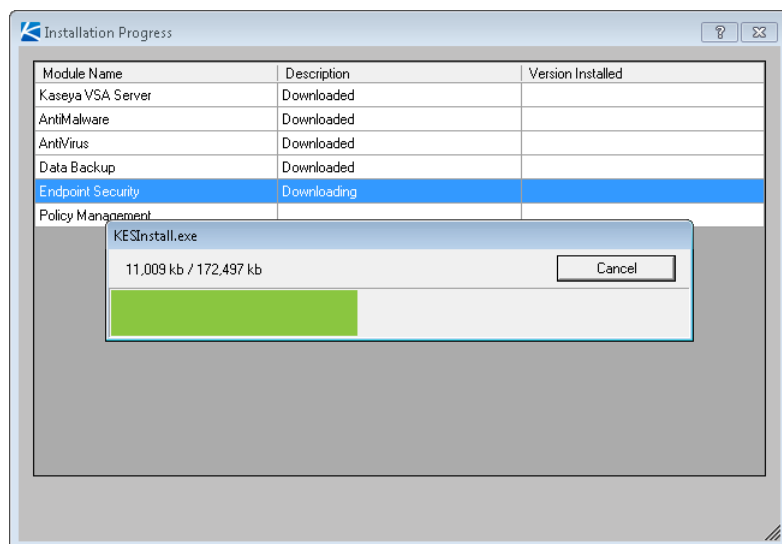 Installation Progress
Module Name Description Version Installed
Kaseya VSA Server Downloaded
AntiMalware Downloaded
AntiVirus Downloaded
Data Backup Downloaded
Endpoint Security Downloading
Policy Management
KESInstall.exe
11,009 kb / 172,497 kb Cancel